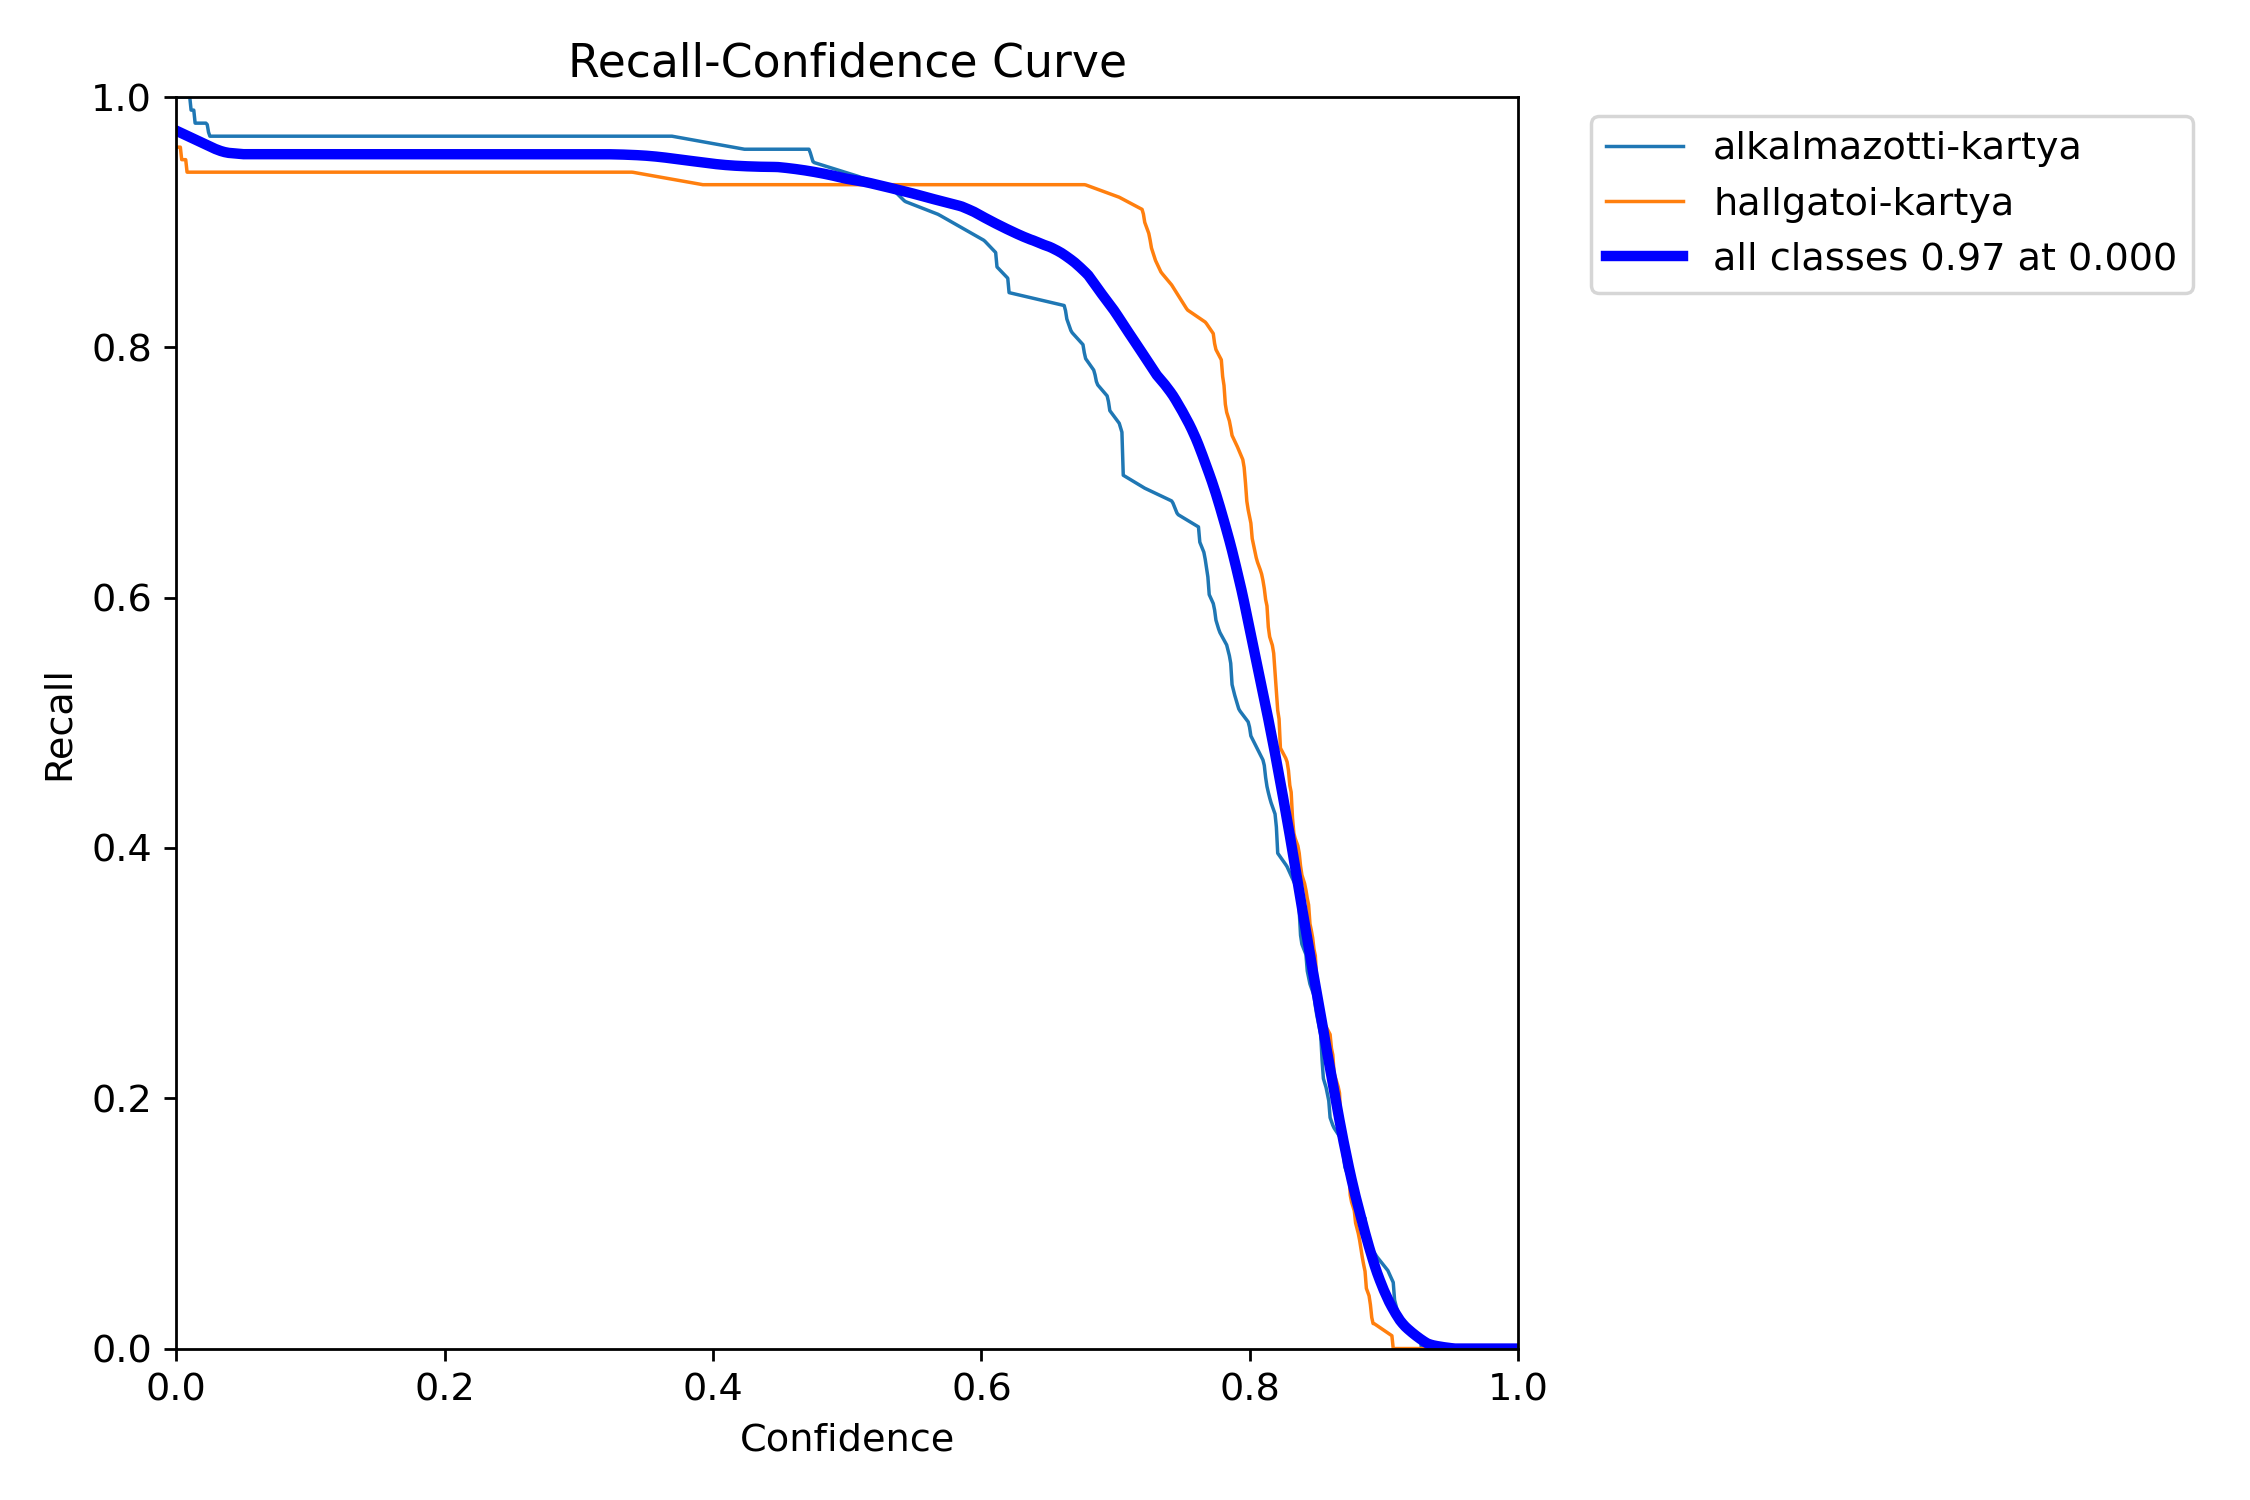 Recall-Confidence Curve
1.0
0.8
0.6
0.4
0.2
0.0
Recall
0.0 0.2 0.4 0.6 0.8 1.0
Confidence
alkalmazotti-kartya
hallgatoi-kartya
all classes 0.97 at 0.000